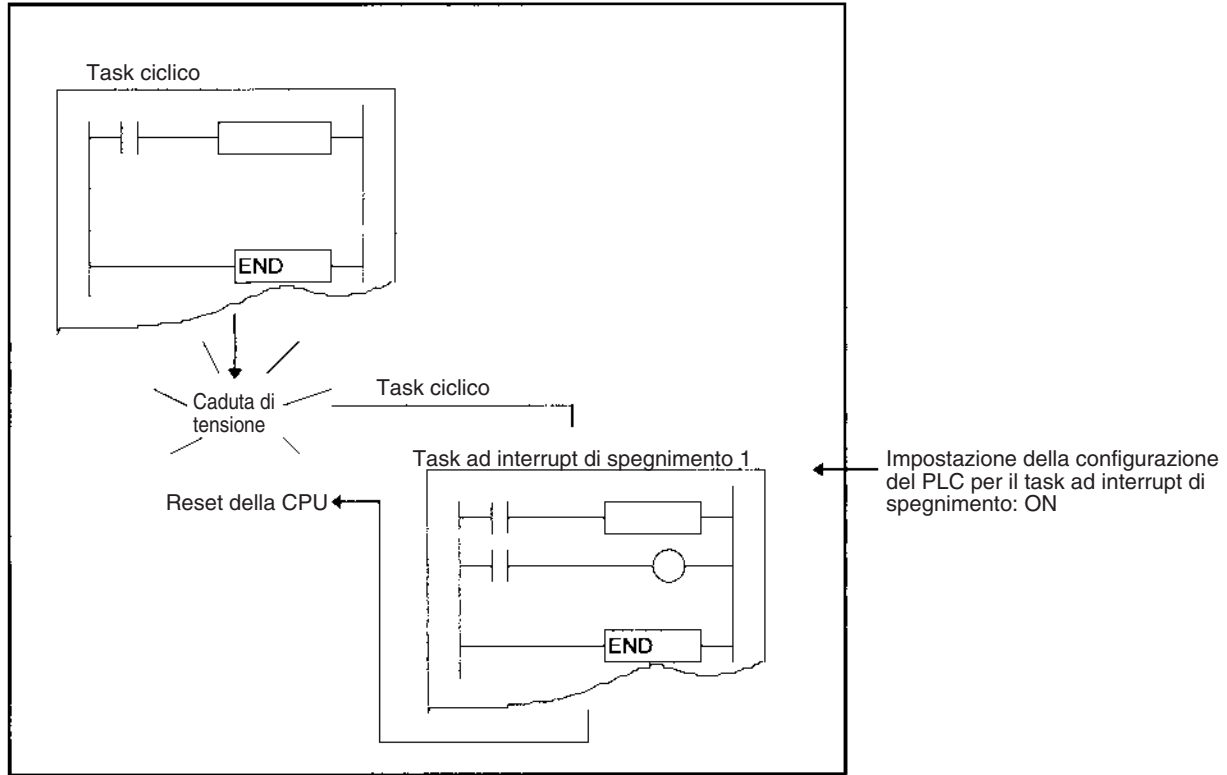 Task ciclico
END
Caduta di
tensione
Task ciclico
Task ad interrupt di spegnimento 1
Impostazione della configurazione
del PLC per il task ad interrupt di
spegnimento: ON
Reset della CPU
END